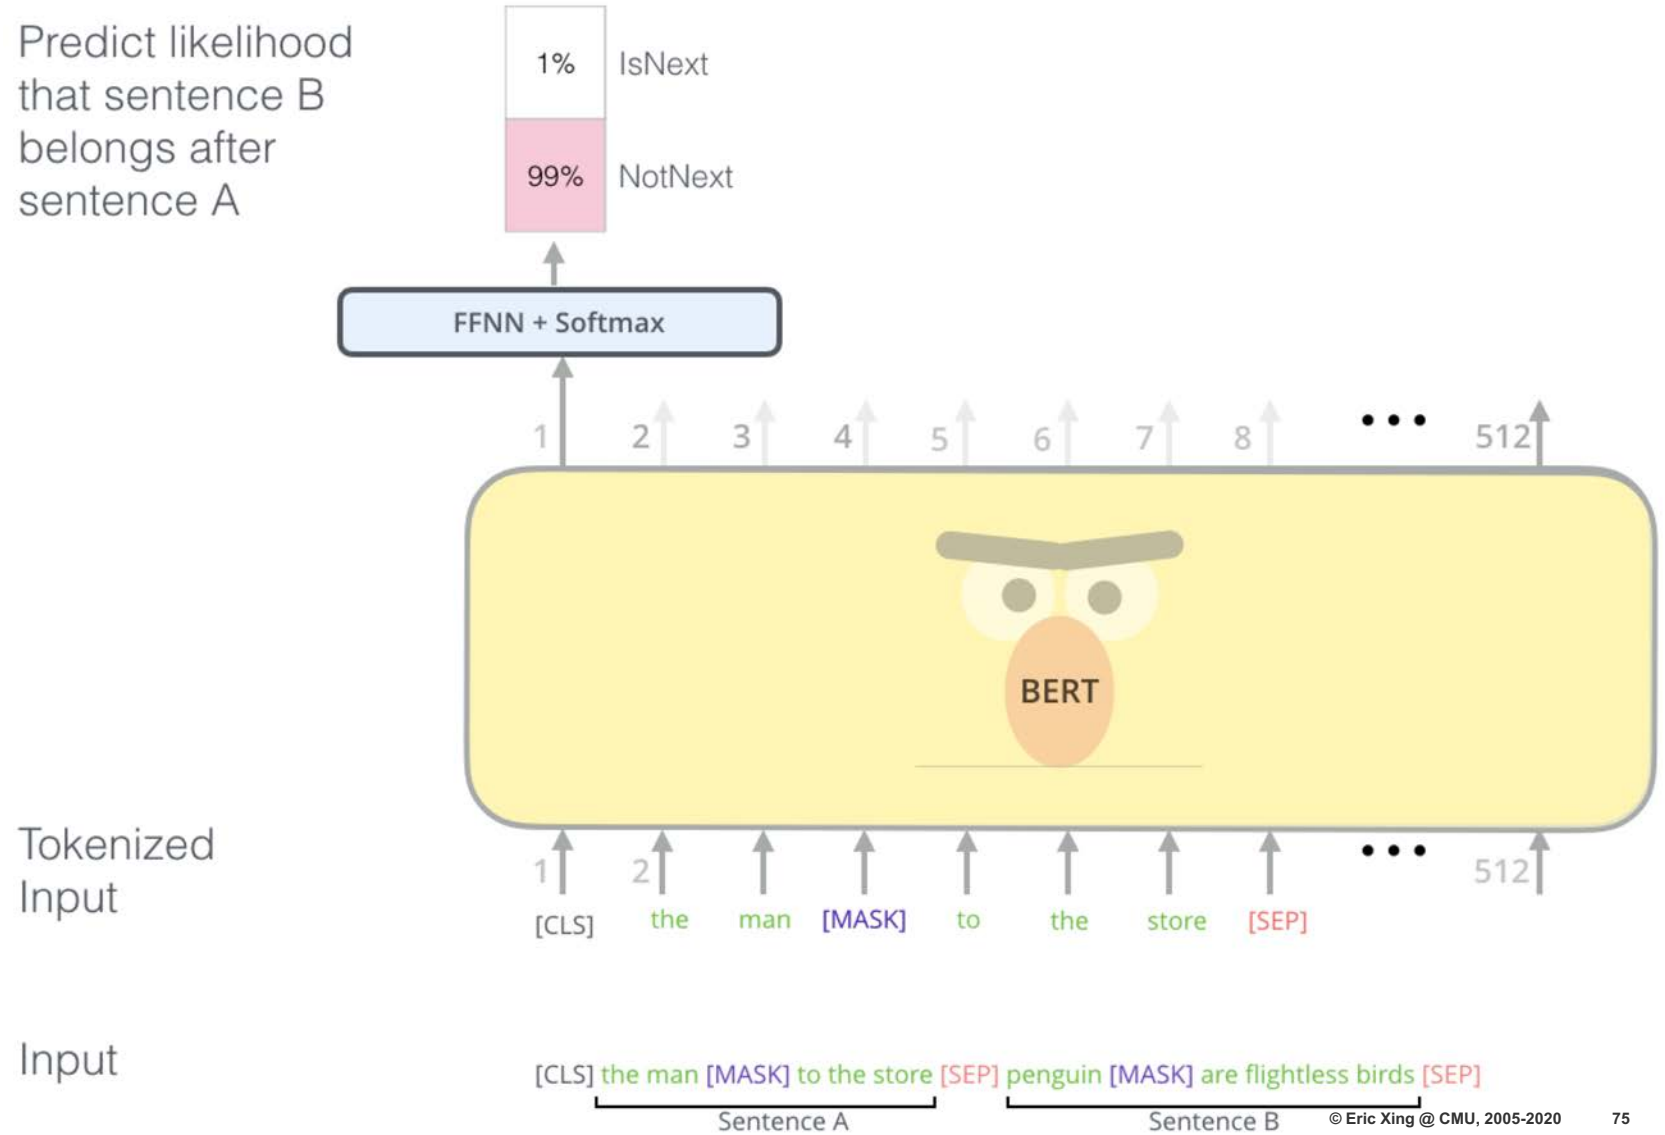 Predict likelihood
that sentence B
belongs after
sentence A
1% IsNext
99% NotNext
FFNN + Softmax
1 2 3 4 5 6 7 8 ••• 512
BERT
Tokenized
Input
1 2 ••• 512
[CLS] the man [MASK] to the store [SEP]
Input
[CLS] the man [MASK] to the store [SEP] penguin [MASK] are flightless birds [SEP]
Sentence A Sentence B
© Eric Xing @ CMU, 2005-2020 75